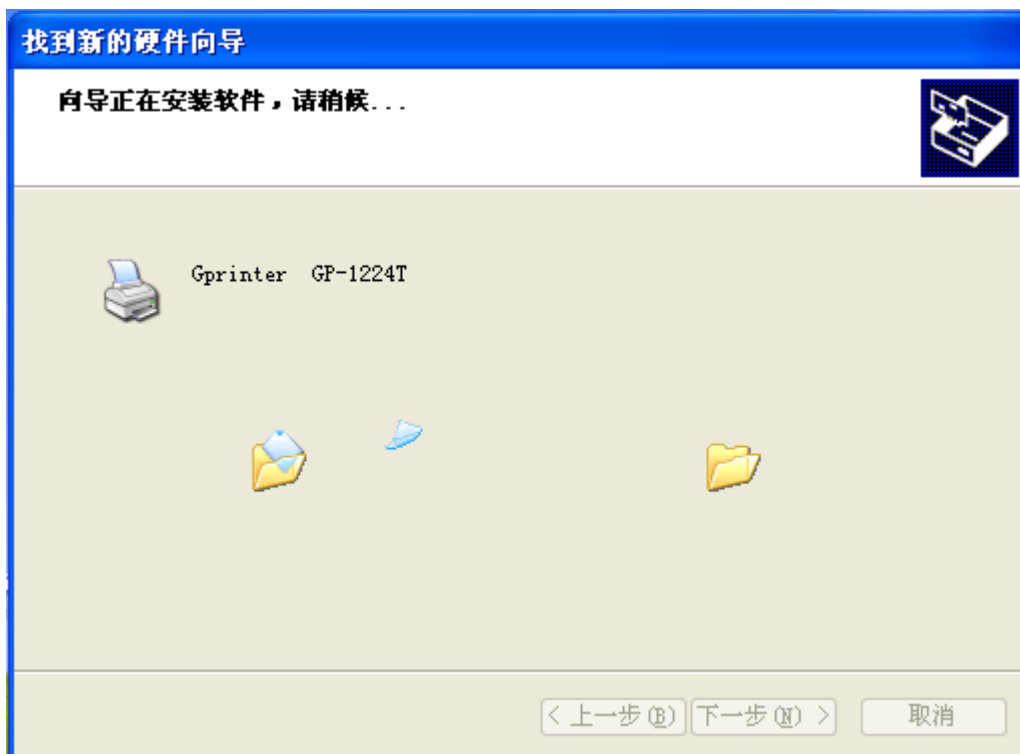 找到新的硬件向导
向导正在安装软件，请稍候...
Gprinter  GP-1224T
< 上一步(B) 下一步(N) > 取消